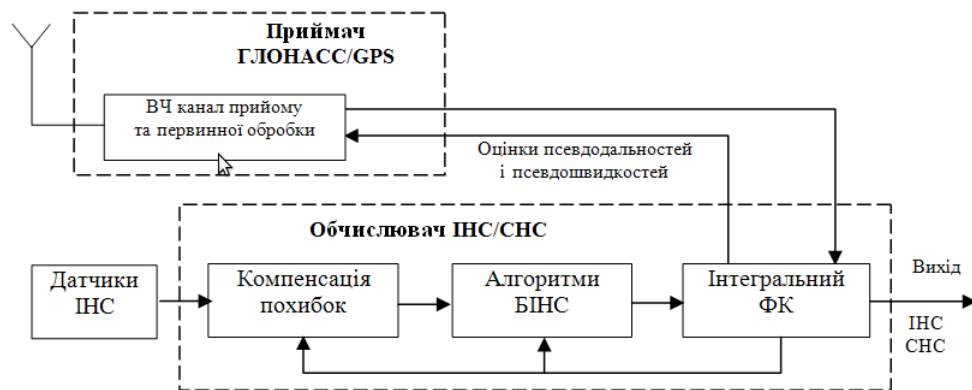 Приймач
ГЛОНАСС/GPS
ВЧ канал прийому
та первинної обробки
Оцінки псевдодальностей
і псевдошвидкостей
Обчислювач ІНС/СНС
Датчики
ІНС
Компенсація
похибок
Алгоритми
БІНС
Інтегральний
ФК
Вихід
ІНС
СНС